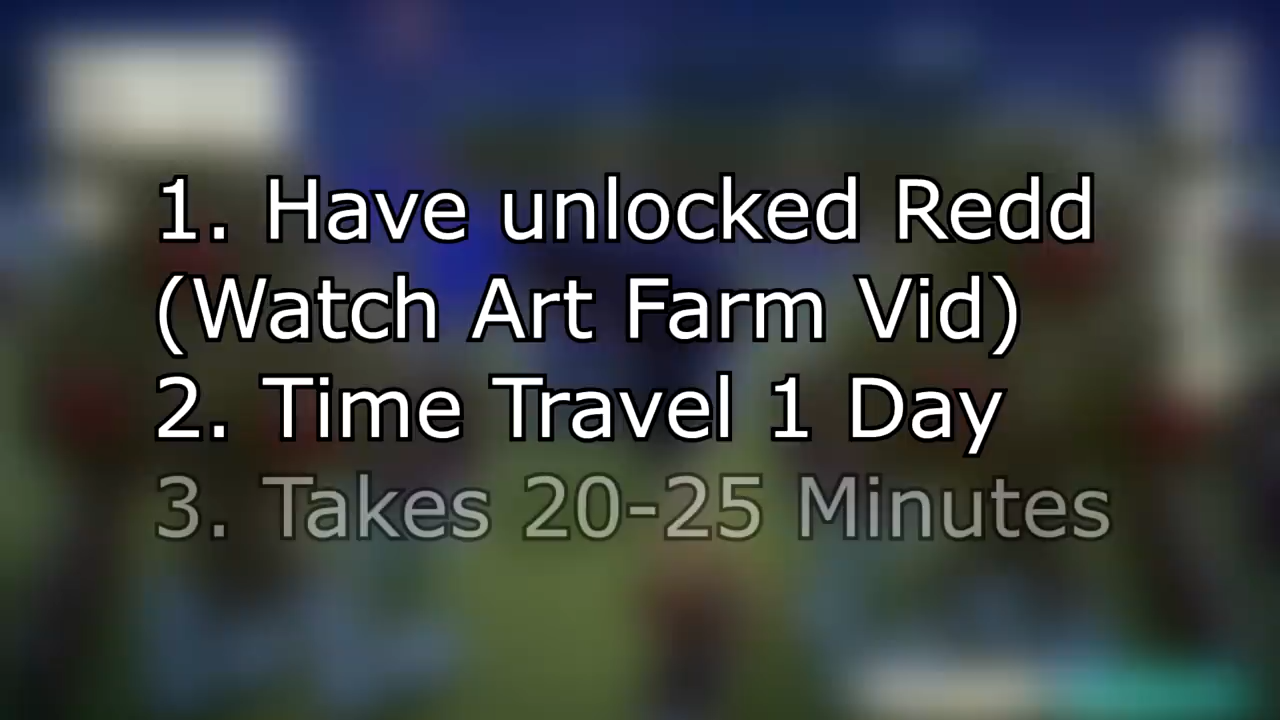 1. Have unlocked Redd
(Watch Art Farm Vid)
2. Time Travel 1 Day
3. Takes 20-25 Minutes